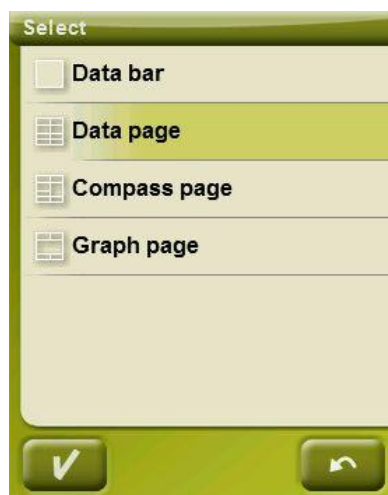 Select
Data bar
Data page
Compass page
Graph page